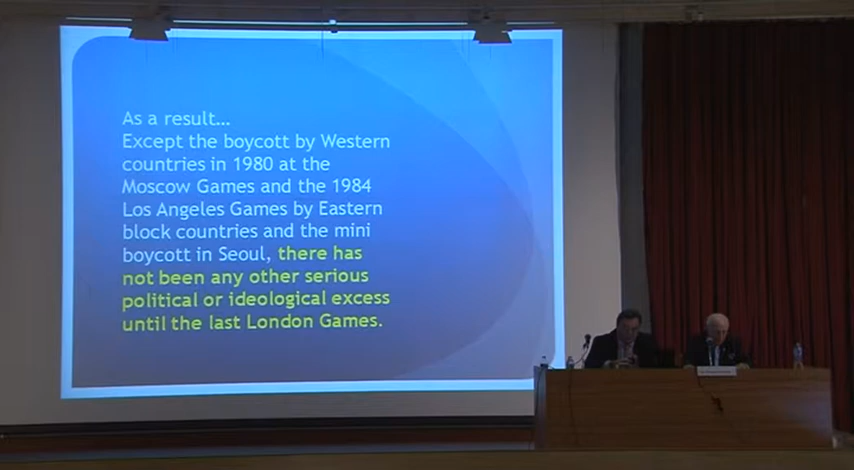 As a result...
Except the boycott by Western
countries in 1980 at the
Moscow Games and the 1984
Los Angeles Games by Eastern
block countries and the mini
boycott in Seoul, there has
not been any other serious
political or ideological excess
until the last London Games.